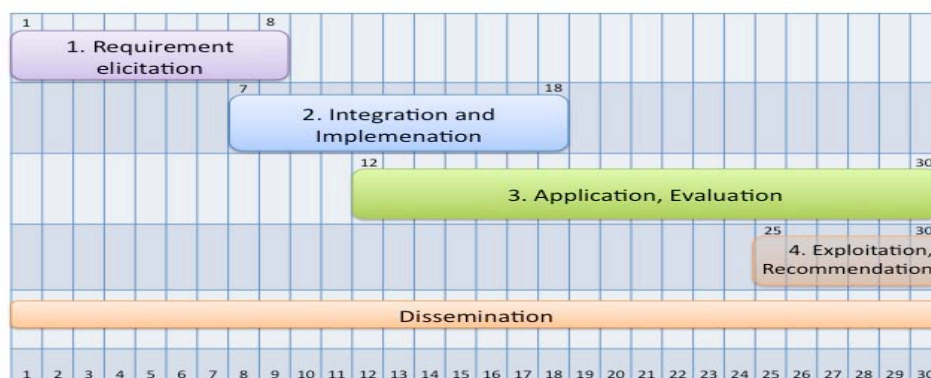 1 8
1. Requirement
elicitation
7 18
2. Integration and
Implemenation
12 30
3. Application, Evaluation
25 30
4. Exploitation,
Recommendation
Dissemination
1 2 3 4 5 6 7 8 9 10 11 12 13 14 15 16 17 18 19 20 21 22 23 24 25 26 27 28 29 30